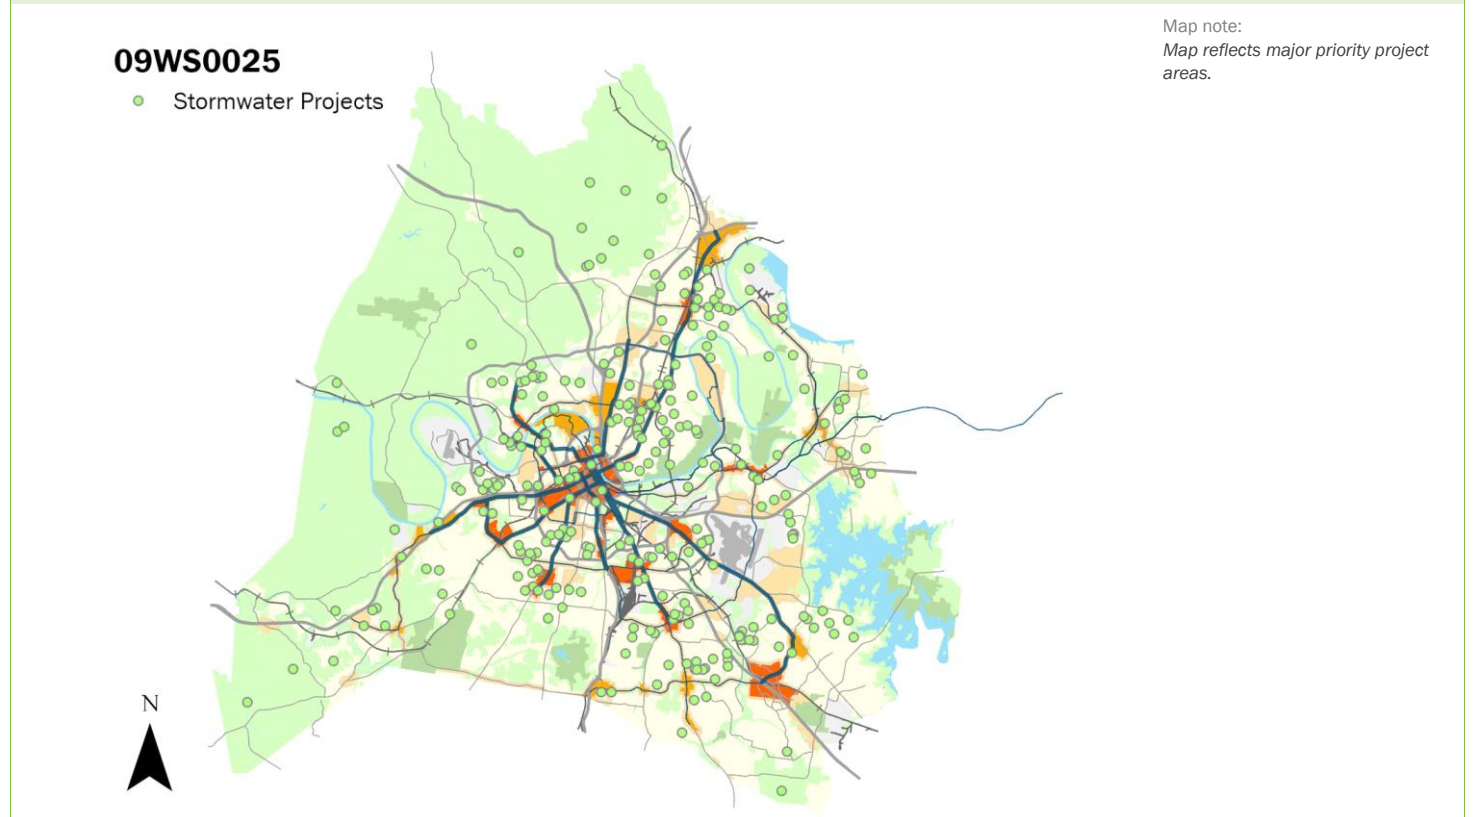 Map note:
Map reflects major priority project
areas.
09WS0025
Stormwater Projects
N